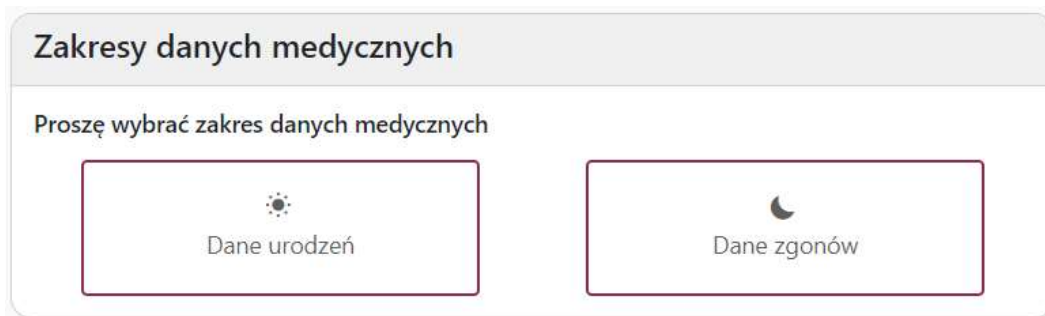 Zakresy danych medycznych
Proszę wybrać zakres danych medycznych
Dane urodzeń
Dane zgonów